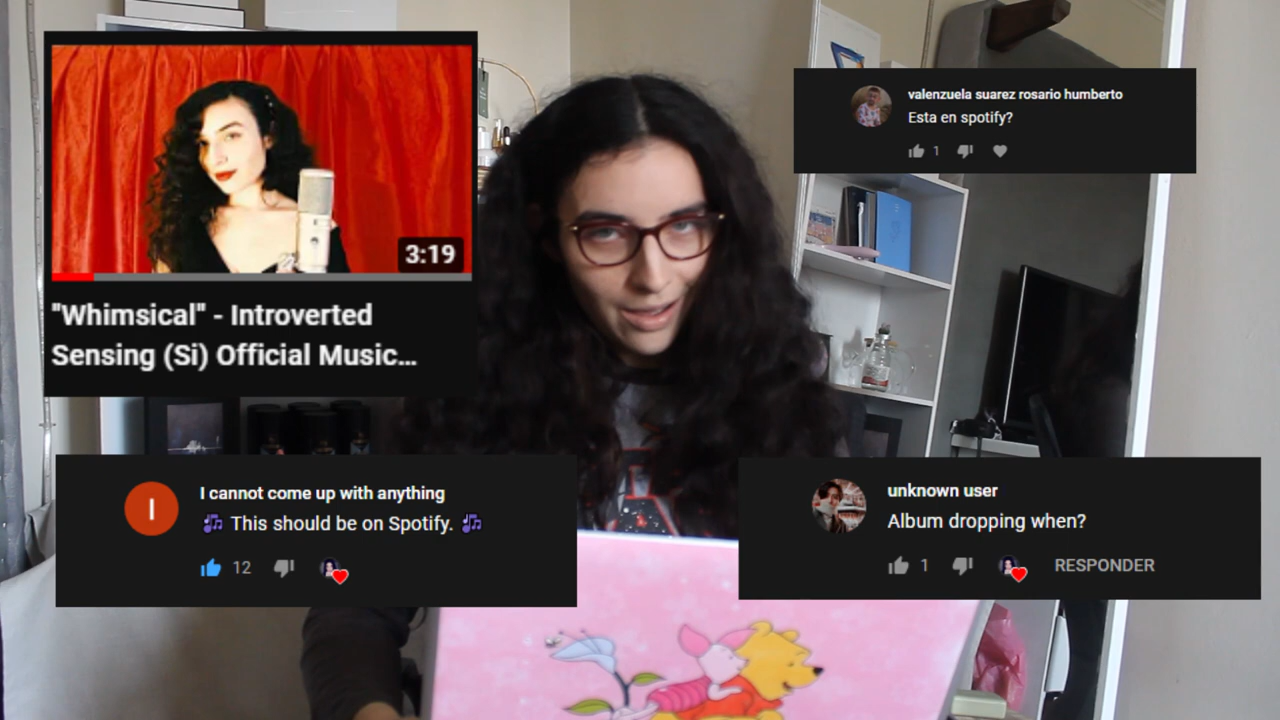 3:19
"Whimsical" - Introverted
Sensing (Si) Official Music...
valenzuela suarez rosario humberto
Esta en spotify?
1
I
I cannot come up with anything
🎶 This should be on Spotify. 🎶
12
unknown user
Album dropping when?
1
RESPONDER